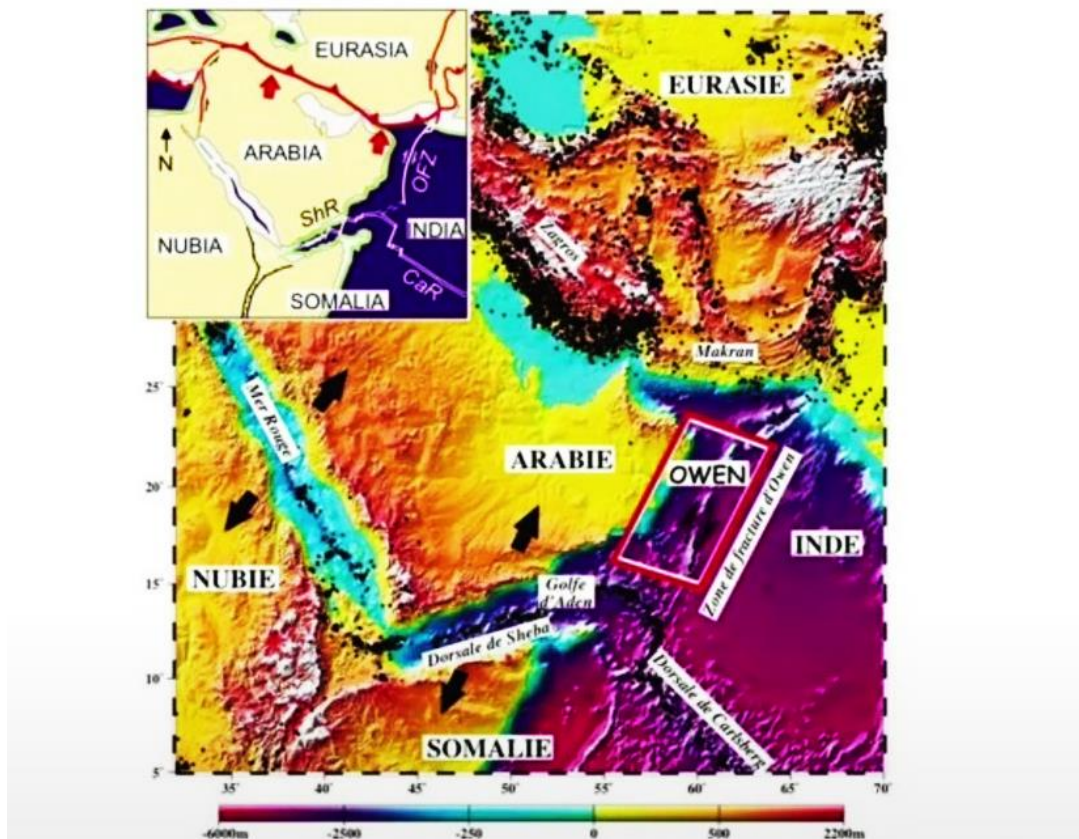 EURASIA
ARABIA
N
NUBIA
SOMALIA
INDIA
ShR
OFZ
CaR
EURASIE
Lagros
Makran
Mer Rouge
ARABIE
OWEN
Zone de fracture d'Owen
INDE
NUBIE
Golfe
d'Aden
Dorsale de Sheba
Dorsale de Carlsberg
SOMALIE
25°
20°
15°
10°
5°
35°
40°
45°
50°
55°
60°
65°
70°
-6000m
-2500
-250
0
500
2200m